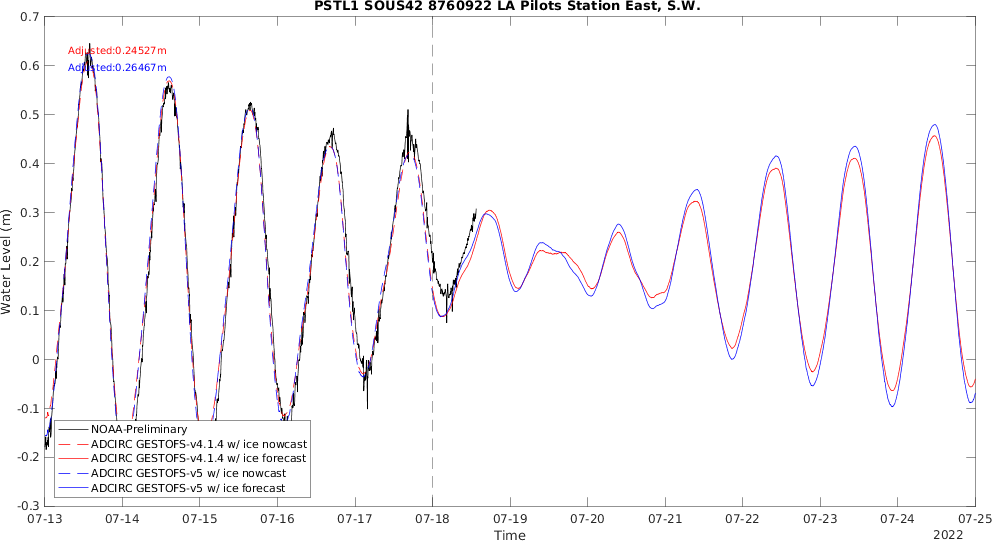 PSTL1 SOUS42 8760922 LA Pilots Station East, S.W.
Adjusted:0.24527m
Adjusted:0.26467m
Water Level (m)
0.7
0.6
0.5
0.4
0.3
0.2
0.1
0
-0.1
-0.2
-0.3
NOAA-Preliminary
ADCIRC GESTOFS-v4.1.4 w/ ice nowcast
ADCIRC GESTOFS-v4.1.4 w/ ice forecast
ADCIRC GESTOFS-v5 w/ ice nowcast
ADCIRC GESTOFS-v5 w/ ice forecast
07-13 07-14 07-15 07-16 07-17 07-18 07-19 07-20 07-21 07-22 07-23 07-24 07-25
Time
2022